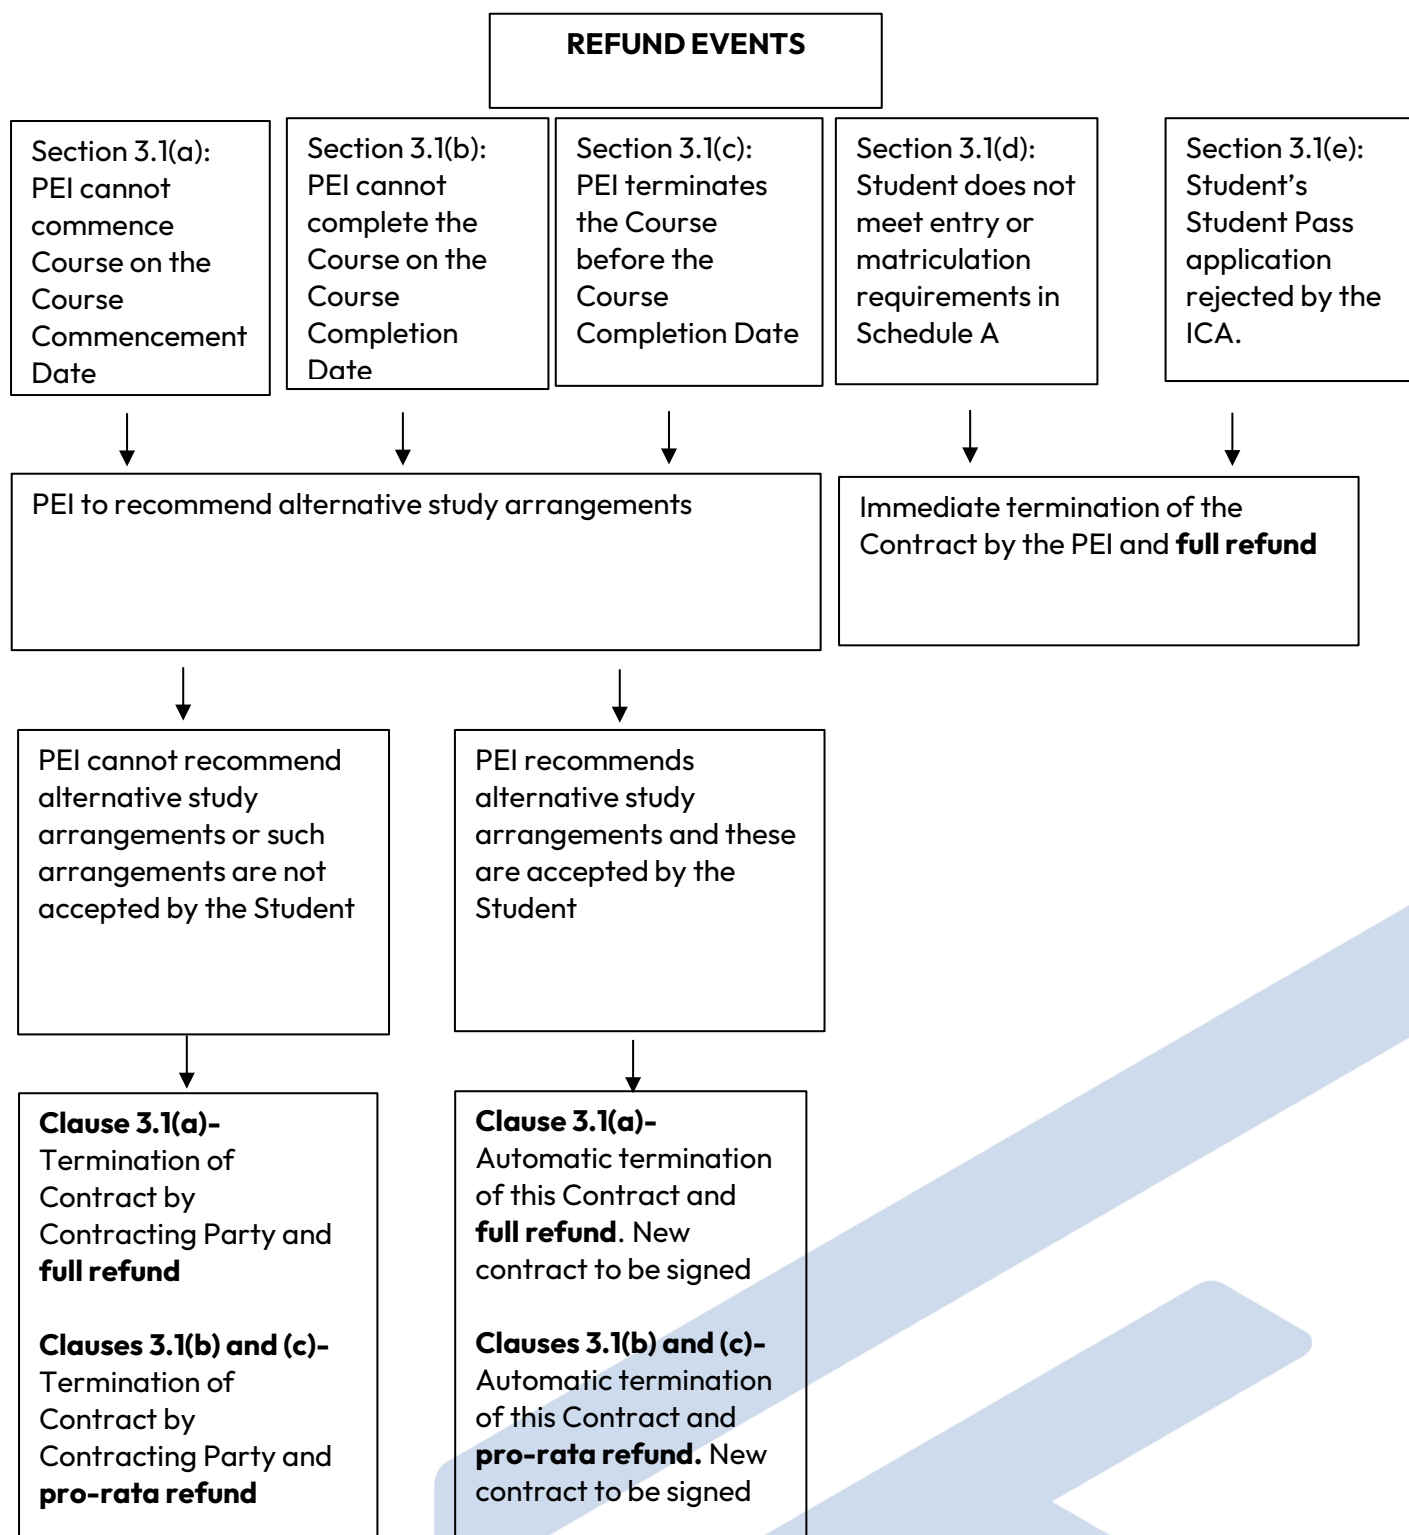 REFUND EVENTS
Section 3.1(a):
PEI cannot
commence
Course on the
Course
Commencement
Date
Section 3.1(b):
PEI cannot
complete the
Course on the
Course
Completion
Date
Section 3.1(c):
PEI terminates
the Course
before the
Course
Completion Date
Section 3.1(d):
Student does not
meet entry or
matriculation
requirements in
Schedule A
Section 3.1(e):
Student’s
Student Pass
application
rejected by the
ICA.
PEI to recommend alternative study arrangements
Immediate termination of the
Contract by the PEI and full refund
PEI cannot recommend
alternative study
arrangements or such
arrangements are not
accepted by the Student
PEI recommends
alternative study
arrangements and these
are accepted by the
Student
Clause 3.1(a)-
Termination of
Contract by
Contracting Party and
full refund
Clauses 3.1(b) and (c)-
Termination of
Contract by
Contracting Party and
pro-rata refund
Clause 3.1(a)-
Automatic termination
of this Contract and
full refund. New
contract to be signed
Clauses 3.1(b) and (c)-
Automatic termination
of this Contract and
pro-rata refund. New
contract to be signed